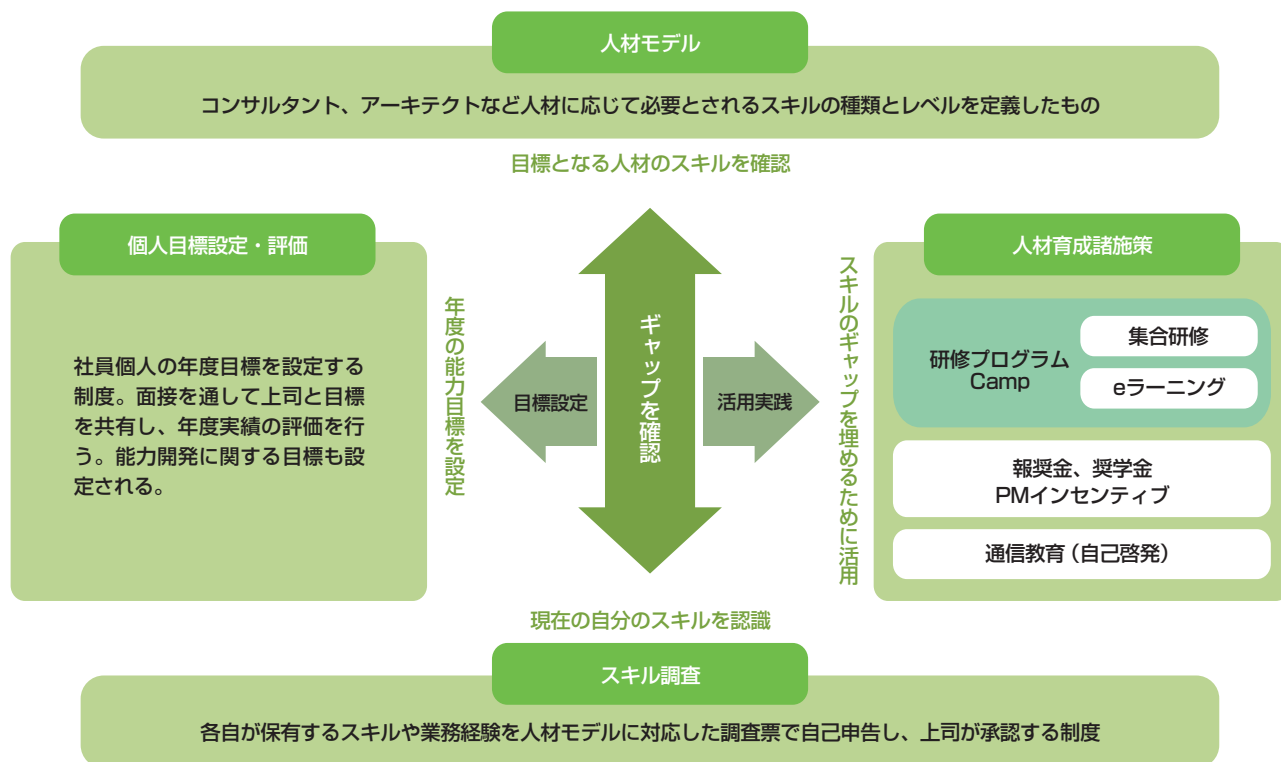 人材モデル
コンサルタント、アーキテクトなど人材に応じて必要とされるスキルの種類とレベルを定義したもの
目標となる人材のスキルを確認
個人目標設定・評価
社員個人の年度目標を設定する
制度。面接を通して上司と目標
を共有し、年度実績の評価を行
う。能力開発に関する目標も設
定される。
年度の能力目標を設定
目標設定
ギャップを確認
活用実践
スキルのギャップを埋めるために活用
人材育成諸施策
研修プログラム
Camp
集合研修
eラーニング
報奨金、奨学金
PMインセンティブ
通信教育（自己啓発）
現在の自分のスキルを認識
スキル調査
各自が保有するスキルや業務経験を人材モデルに対応した調査票で自己申告し、上司が承認する制度